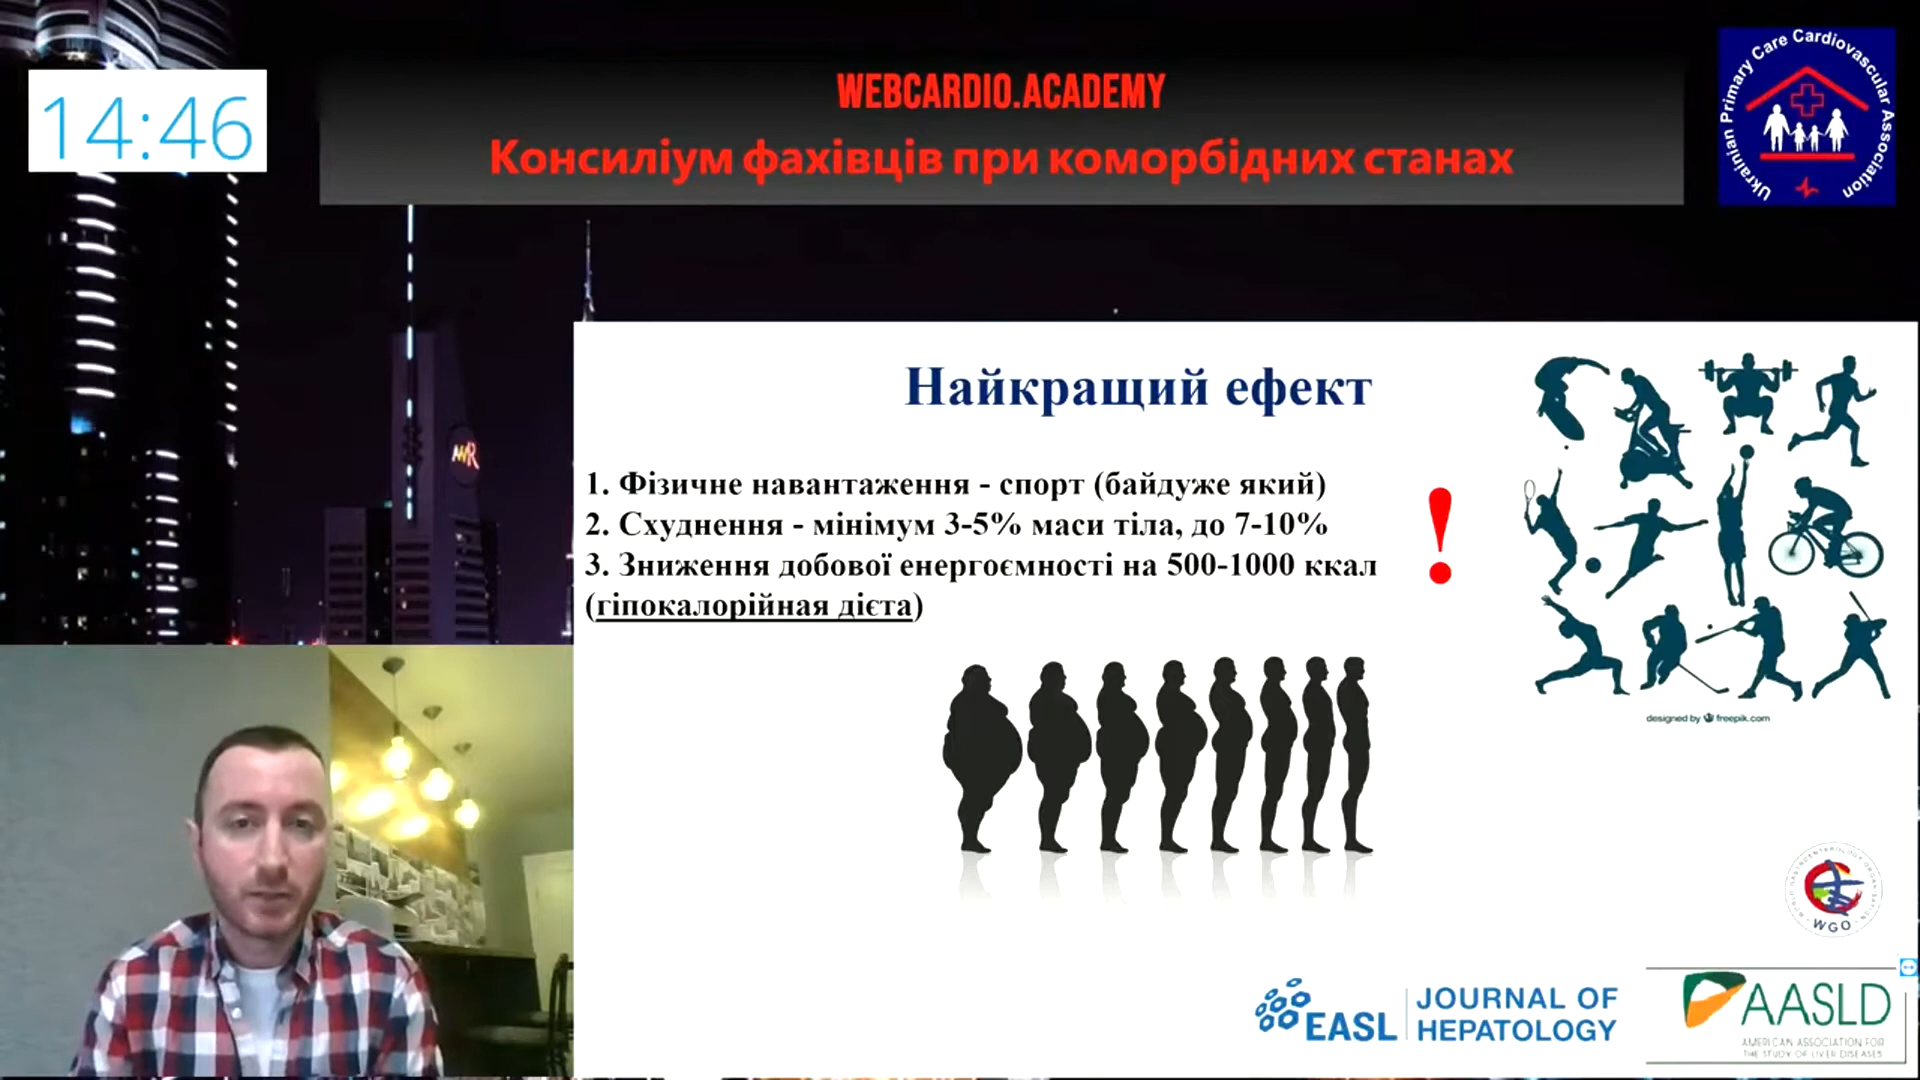 14:46
WEBCARDIO.ACADEMY
Консиліум фахівців при коморбідних станах
Ukrainian Primary Care Cardiovascular Association
Найкращий ефект
1. Фізичне навантаження - спорт (байдуже який)
2. Схуднення - мінімум 3-5% маси тіла, до 7-10%
3. Зниження добової енергоємності на 500-1000 ккал
(гіпокалорійная дієта)
designed by freepik.com
WGO
EASL
JOURNAL OF
HEPATOLOGY
AASLD
AMERICAN ASSOCIATION FOR
THE STUDY OF LIVER DISEASES